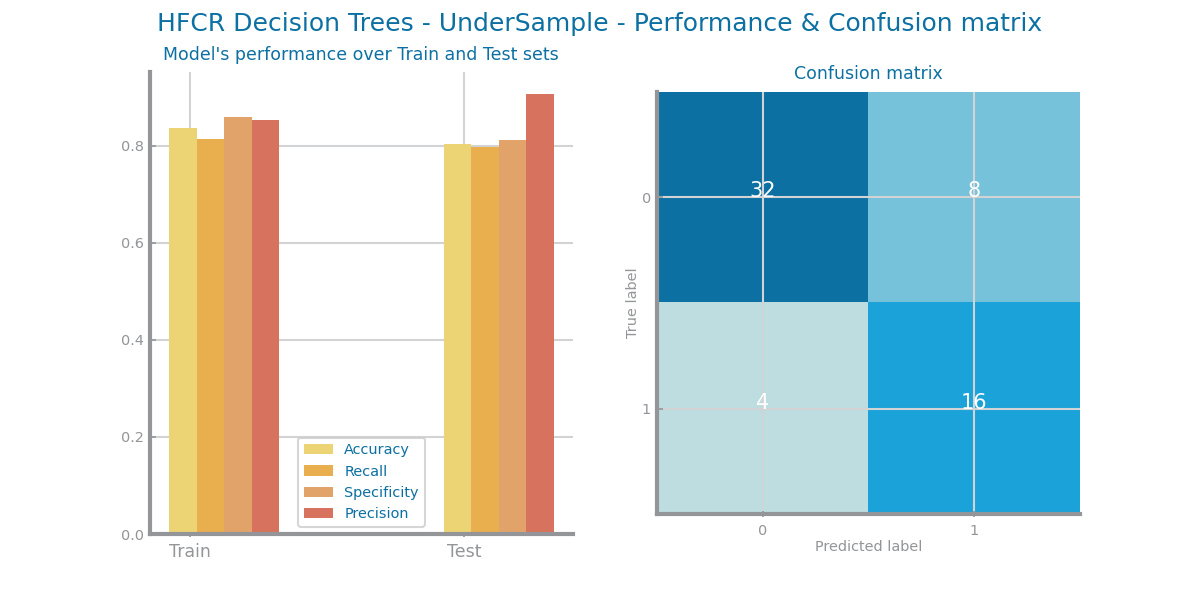 HFCR Decision Trees - UnderSample - Performance & Confusion matrix
Model's performance over Train and Test sets
0.8
0.6
0.4
0.2
0.0
Train
Test
Accuracy
Recall
Specificity
Precision
Confusion matrix
True label
0
1
32
8
4
16
0
1
Predicted label